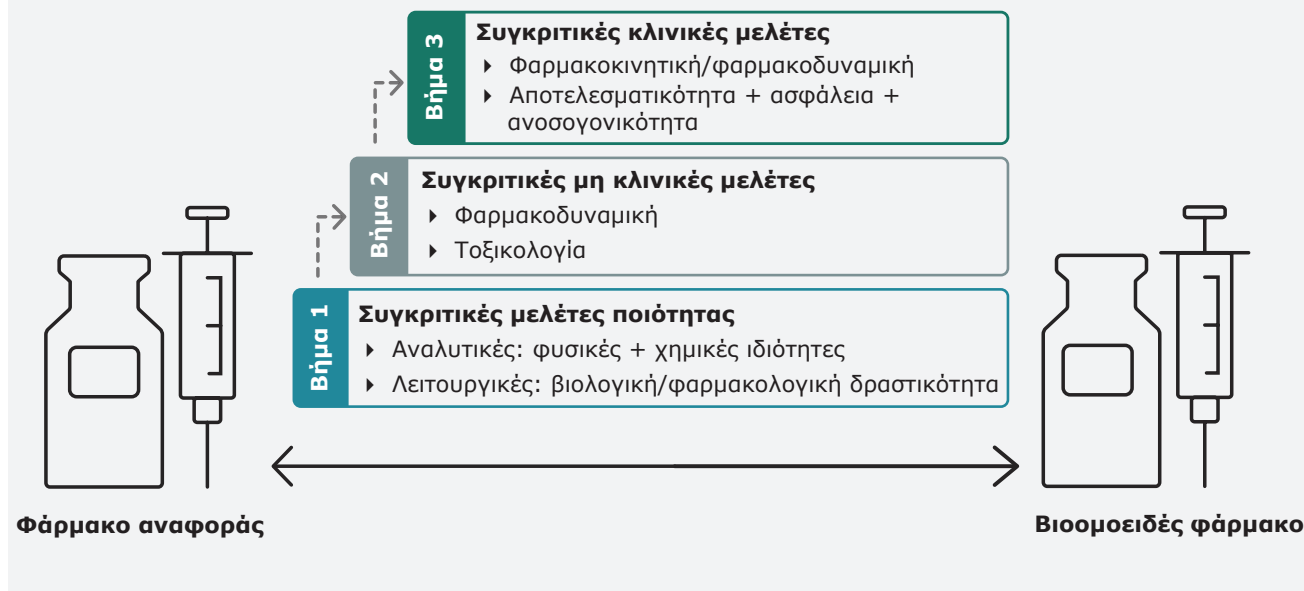 Βήμα 3
Συγκριτικές κλινικές μελέτες
Φαρμακοκινητική/φαρμακοδυναμική
Αποτελεσματικότητα + ασφάλεια +
ανοσογονικότητα
Βήμα 2
Συγκριτικές μη κλινικές μελέτες
Φαρμακοδυναμική
Τοξικολογία
Βήμα 1
Συγκριτικές μελέτες ποιότητας
Αναλυτικές: φυσικές + χημικές ιδιότητες
Λειτουργικές: βιολογική/φαρμακολογική δραστικότητα
Φάρμακο αναφοράς
Βιοομοειδές φάρμακο